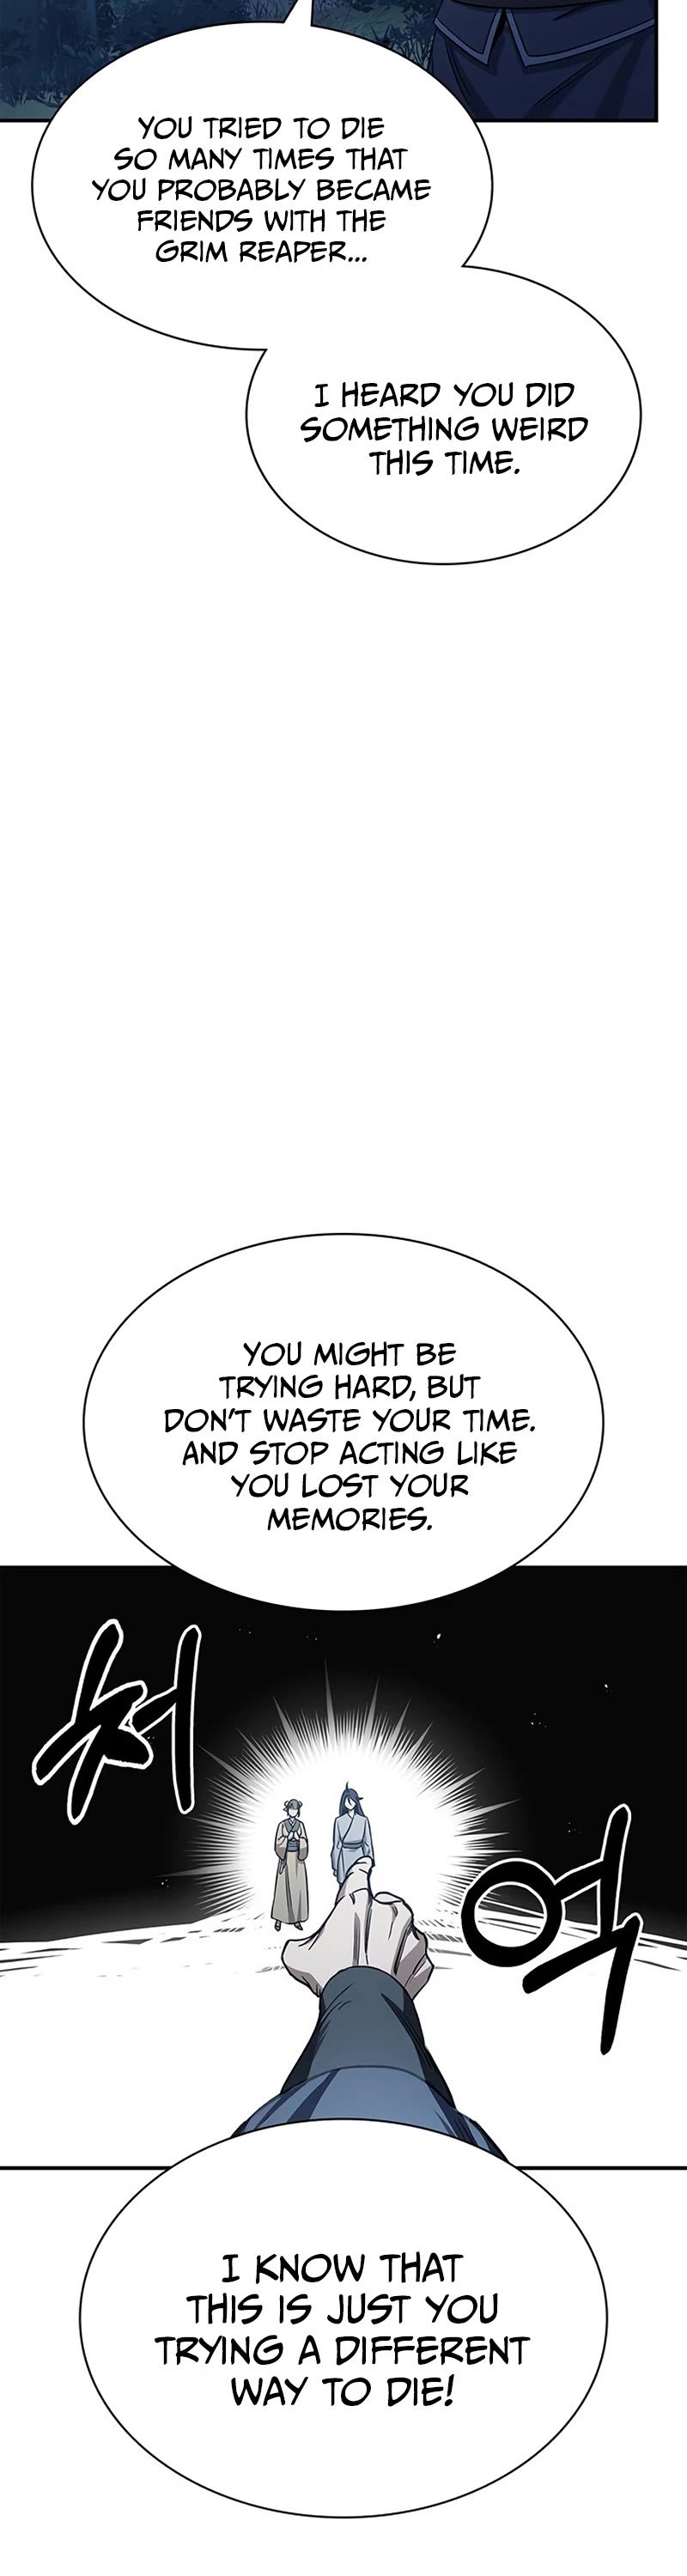 YOU TRIED TO DIE
SO MANY TIMES THAT
YOU PROBABLY BECAME
FRIENDS WITH THE
GRIM REAPER...
I HEARD YOU DID
SOMETHING WEIRD
THIS TIME.
YOU MIGHT BE
TRYING HARD, BUT
DON'T WASTE YOUR TIME.
AND STOP ACTING LIKE
YOU LOST YOUR
MEMORIES.
척
I KNOW THAT
THIS IS JUST YOU
TRYING A DIFFERENT
WAY TO DIE!